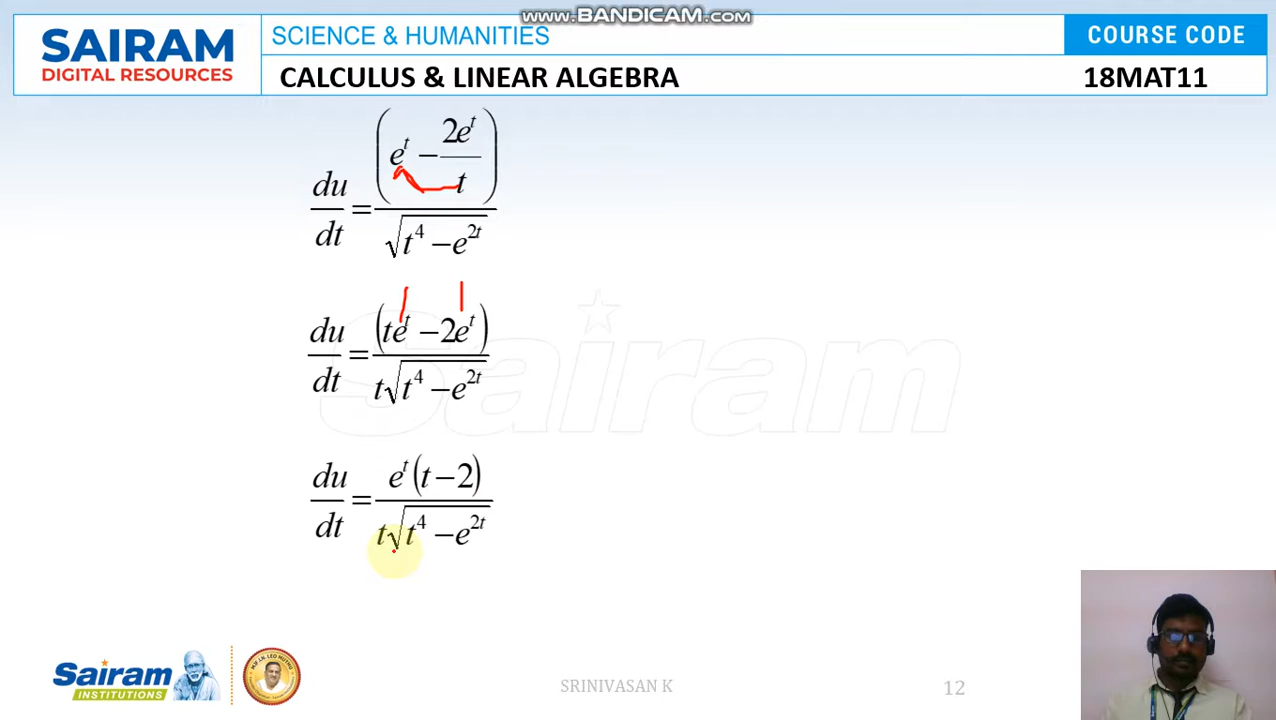 www.BANDICAM.com
SAIRAM
DIGITAL RESOURCES
SCIENCE & HUMANITIES
COURSE CODE
CALCULUS & LINEAR ALGEBRA
18MAT11
du/dt = (e^t − 2e^t/t) / √(t^4 − e^{2t})
du/dt = (te^t − 2e^t) / t√(t^4 − e^{2t})
Sairam
du/dt = e^t(t − 2) / t√(t^4 − e^{2t})
Sairam
INSTITUTIONS
SRINIVASAN K
12